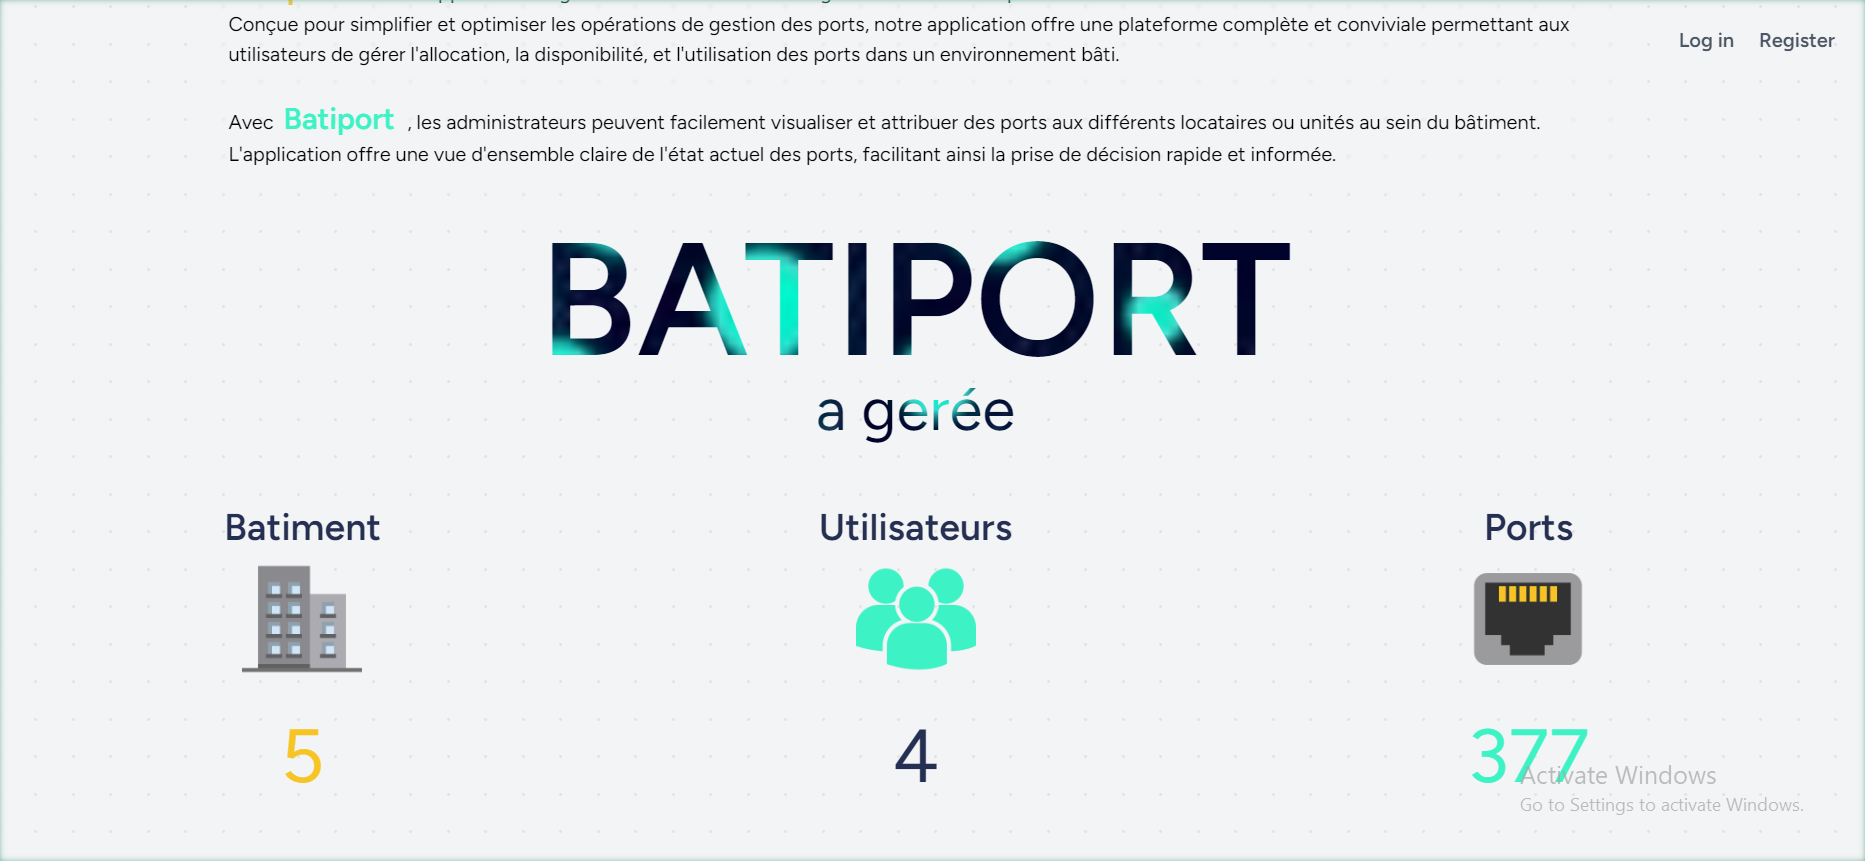 Conçue pour simplifier et optimiser les opérations de gestion des ports, notre application offre une plateforme complète et conviviale permettant aux
utilisateurs de gérer l'allocation, la disponibilité, et l'utilisation des ports dans un environnement bâti.
Log in Register
Avec Batiport , les administrateurs peuvent facilement visualiser et attribuer des ports aux différents locataires ou unités au sein du bâtiment.
L'application offre une vue d'ensemble claire de l'état actuel des ports, facilitant ainsi la prise de décision rapide et informée.
BATIPORT
a gerée
Batiment Utilisateurs Ports
5 4 377
Activate Windows
Go to Settings to activate Windows.